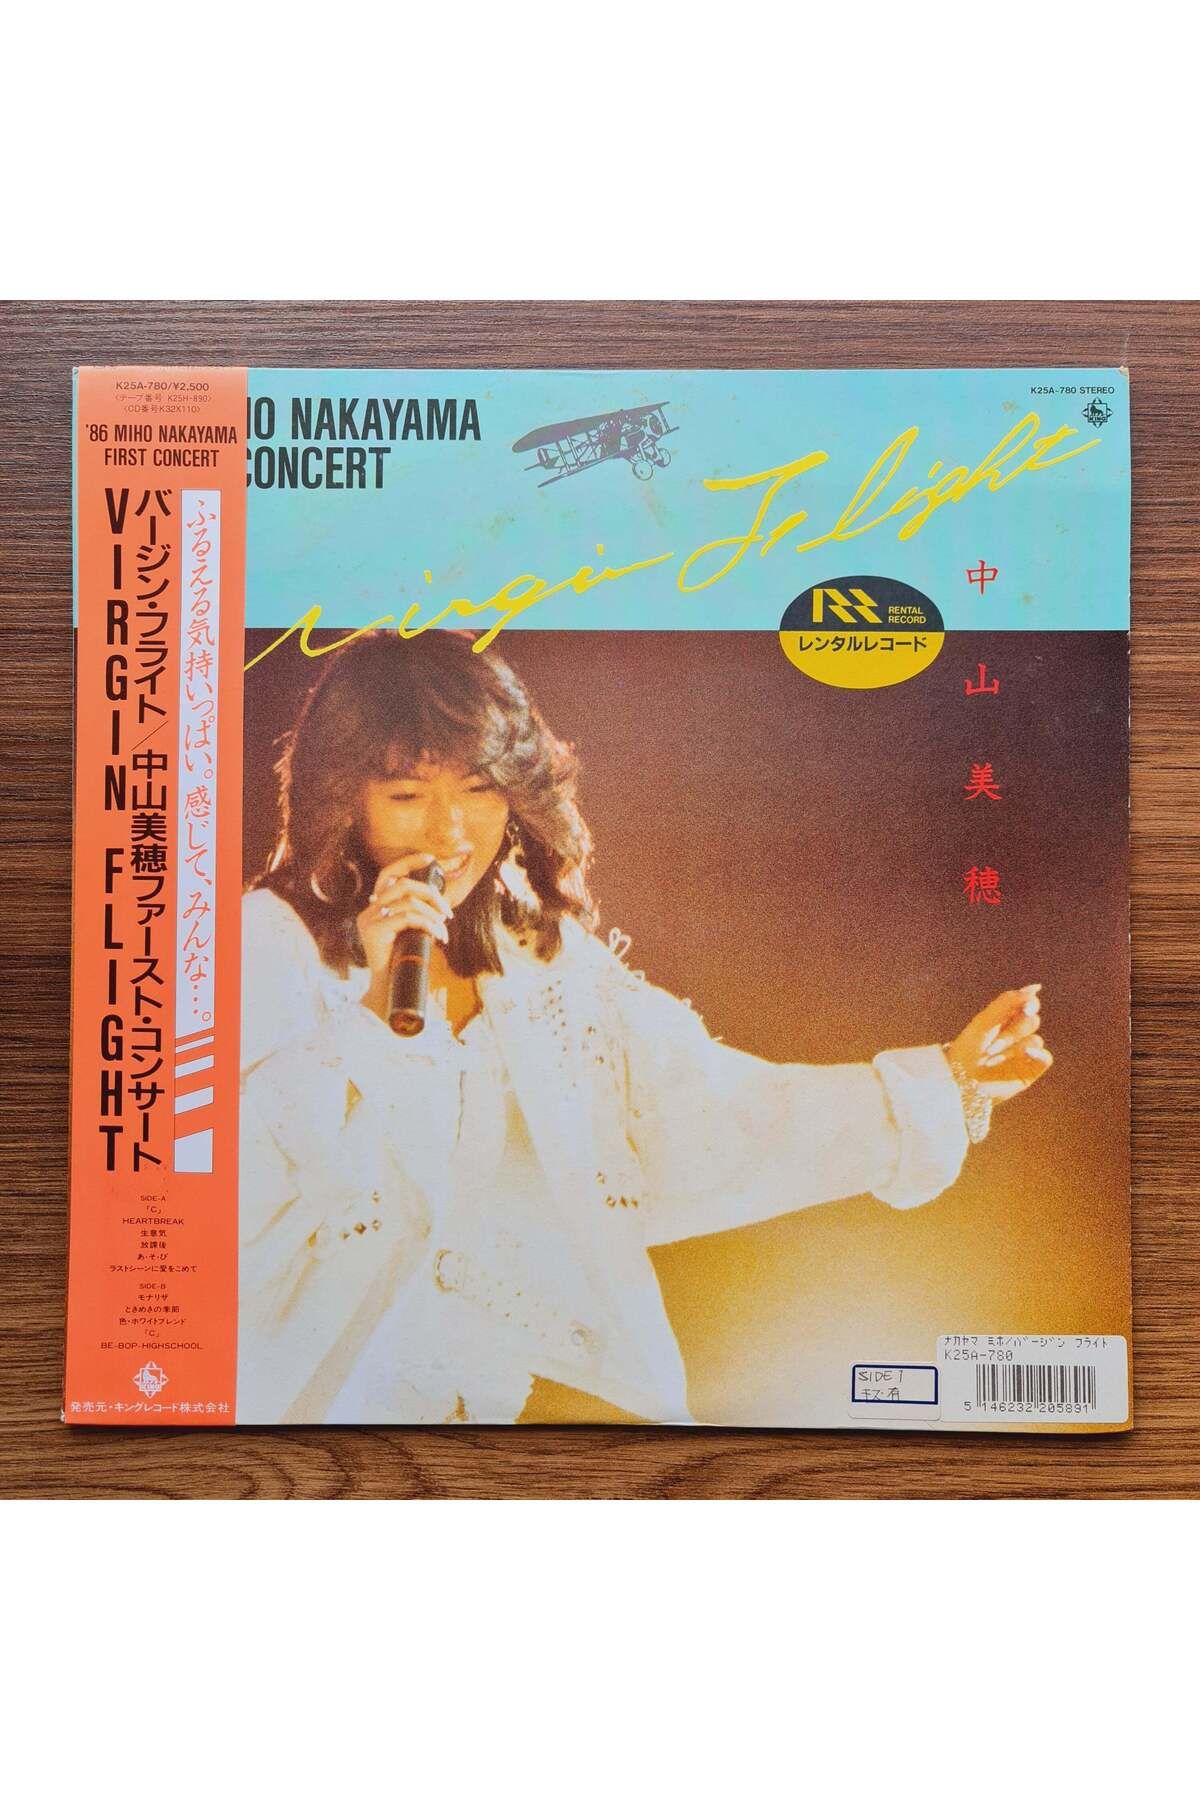 K25A-780/¥2,500
〈テープ番号 K25H-890〉
〈CD番号K32X110〉
'86 MIHO NAKAYAMA
FIRST CONCERT
ふるえる気持いっぱい。感じて、みんな…。
バージン・フライト/中山美穂ファースト・コンサート
VIRGIN FLIGHT
SIDE-A
「C」
HEARTBREAK
生意気
放課後
あ・そ・び
ラストシーンに愛をこめて
SIDE-B
モナリザ
ときめきの季節
色・ホワイトブレンド
「C」
BE-BOP-HIGHSCHOOL
KING
発売元・キングレコード株式会社
HO NAKAYAMA
CONCERT
K25A-780 STEREO
KING
Virgin Flight
RR
RENTAL
RECORD
レンタルレコード
中山美穂
SIDE 1
キズ・有
ナカヤマ ミホ/バージン フライト
K25A-780
5 146232 205891